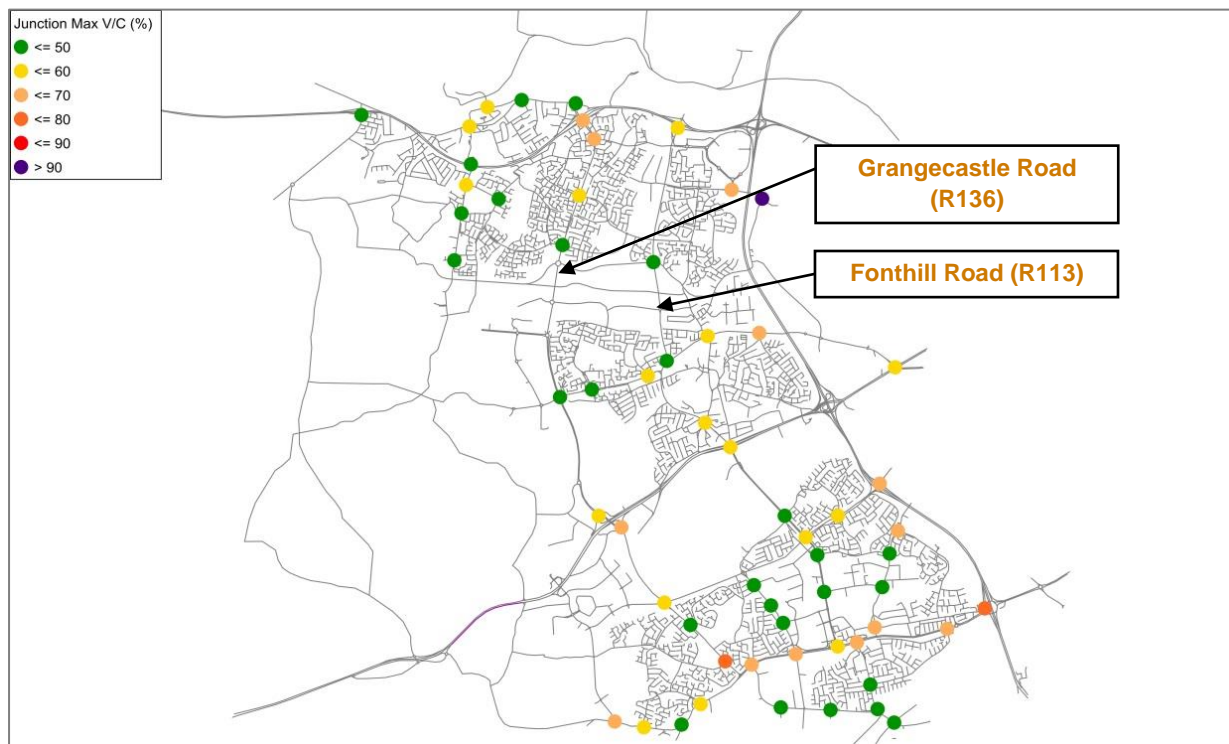 Junction Max V/C (%)
<= 50
<= 60
<= 70
<= 80
<= 90
> 90
Grangecastle Road
(R136)
Fonthill Road (R113)